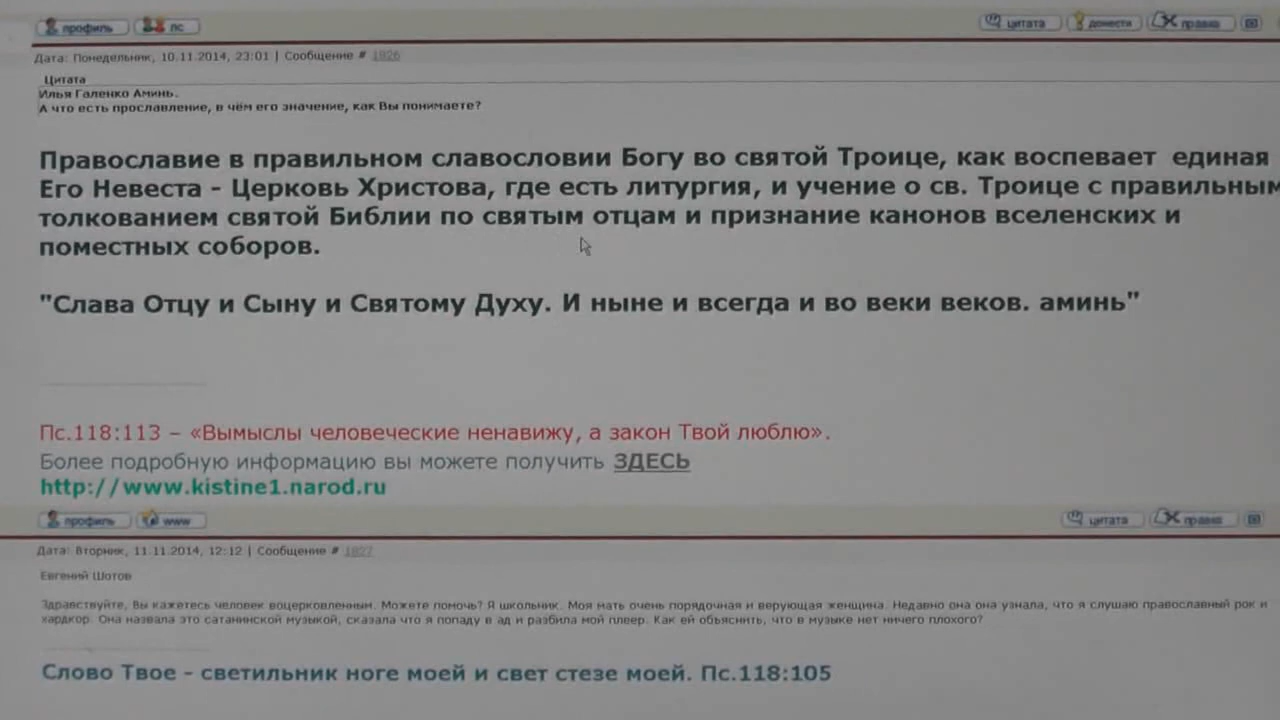 профиль пс цитата донести правка
Дата: Понедельник, 10.11.2014, 23:01 | Сообщение # 1826
Цитата
Илья Галенко Аминь.
А что есть прославление, в чём его значение, как Вы понимаете?
Православие в правильном славословии Богу во святой Троице, как воспевает единая
Его Невеста - Церковь Христова, где есть литургия, и учение о св. Троице с правильным
толкованием святой Библии по святым отцам и признание канонов вселенских и
поместных соборов.
"Слава Отцу и Сыну и Святому Духу. И ныне и всегда и во веки веков. аминь"
Пс.118:113 – «Вымыслы человеческие ненавижу, а закон Твой люблю».
Более подробную информацию вы можете получить ЗДЕСЬ
http://www.kistine1.narod.ru
профиль www цитата правка
Дата: Вторник, 11.11.2014, 12:12 | Сообщение # 1827
Евгений Шотов
Здравствуйте, Вы кажетесь человек воцерковленным. Можете помочь? Я школьник. Моя мать очень порядочная и верующая женщина. Недавно она она узнала, что я слушаю православный рок и
хардкор. Она назвала это сатанинской музыкой, сказала что я попаду в ад и разбила мой плеер. Как ей объяснить, что в музыке нет ничего плохого?
Слово Твое - светильник ноге моей и свет стезе моей. Пс.118:105